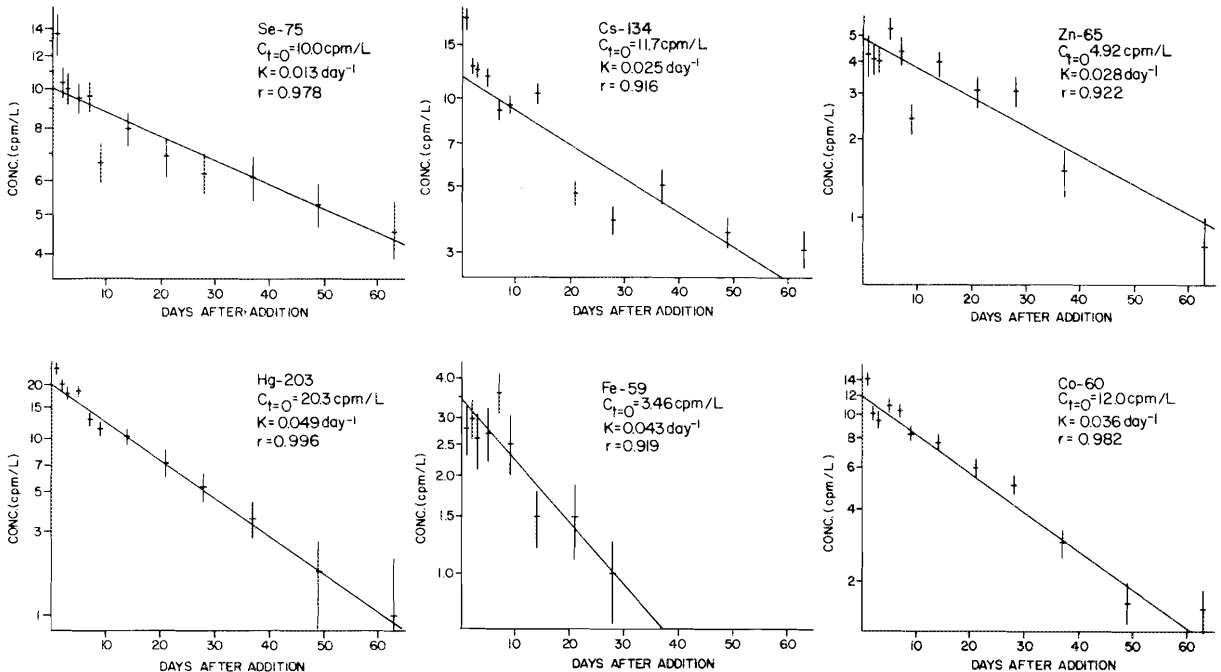 Se-75
C t=0 = 10.0 cpm/L
K = 0.013 day⁻¹
r = 0.978
CONC. (cpm/L)
14
12
10
8
6
5
4
10 20 30 40 50 60
DAYS AFTER ADDITION
Cs-134
C t=0 = 11.7 cpm/L
K = 0.025 day⁻¹
r = 0.916
CONC. (cpm/L)
15
10
7
5
3
10 20 30 40 50 60
DAYS AFTER ADDITION
Zn-65
C t=0 4.92 cpm/L
K = 0.028 day⁻¹
r = 0.922
CONC. (cpm/L)
5
4
3
2
1
10 20 30 40 50 60
DAYS AFTER ADDITION
Hg-203
C t=0 = 20.3 cpm/L
K = 0.049 day⁻¹
r = 0.996
CONC. (cpm/L)
20
15
10
7
5
3
1
10 20 30 40 50 60
DAYS AFTER ADDITION
Fe-59
C t=0 = 3.46 cpm/L
K = 0.043 day⁻¹
r = 0.919
CONC. (cpm/L)
4.0
3.0
2.5
2.0
1.5
1.0
10 20 30 40 50 60
DAYS AFTER ADDITION
Co-60
C t=0 = 12.0 cpm/L
K = 0.036 day⁻¹
r = 0.982
CONC. (cpm/L)
14
12
10
8
6
4
2
10 20 30 40 50 60
DAYS AFTER ADDITION